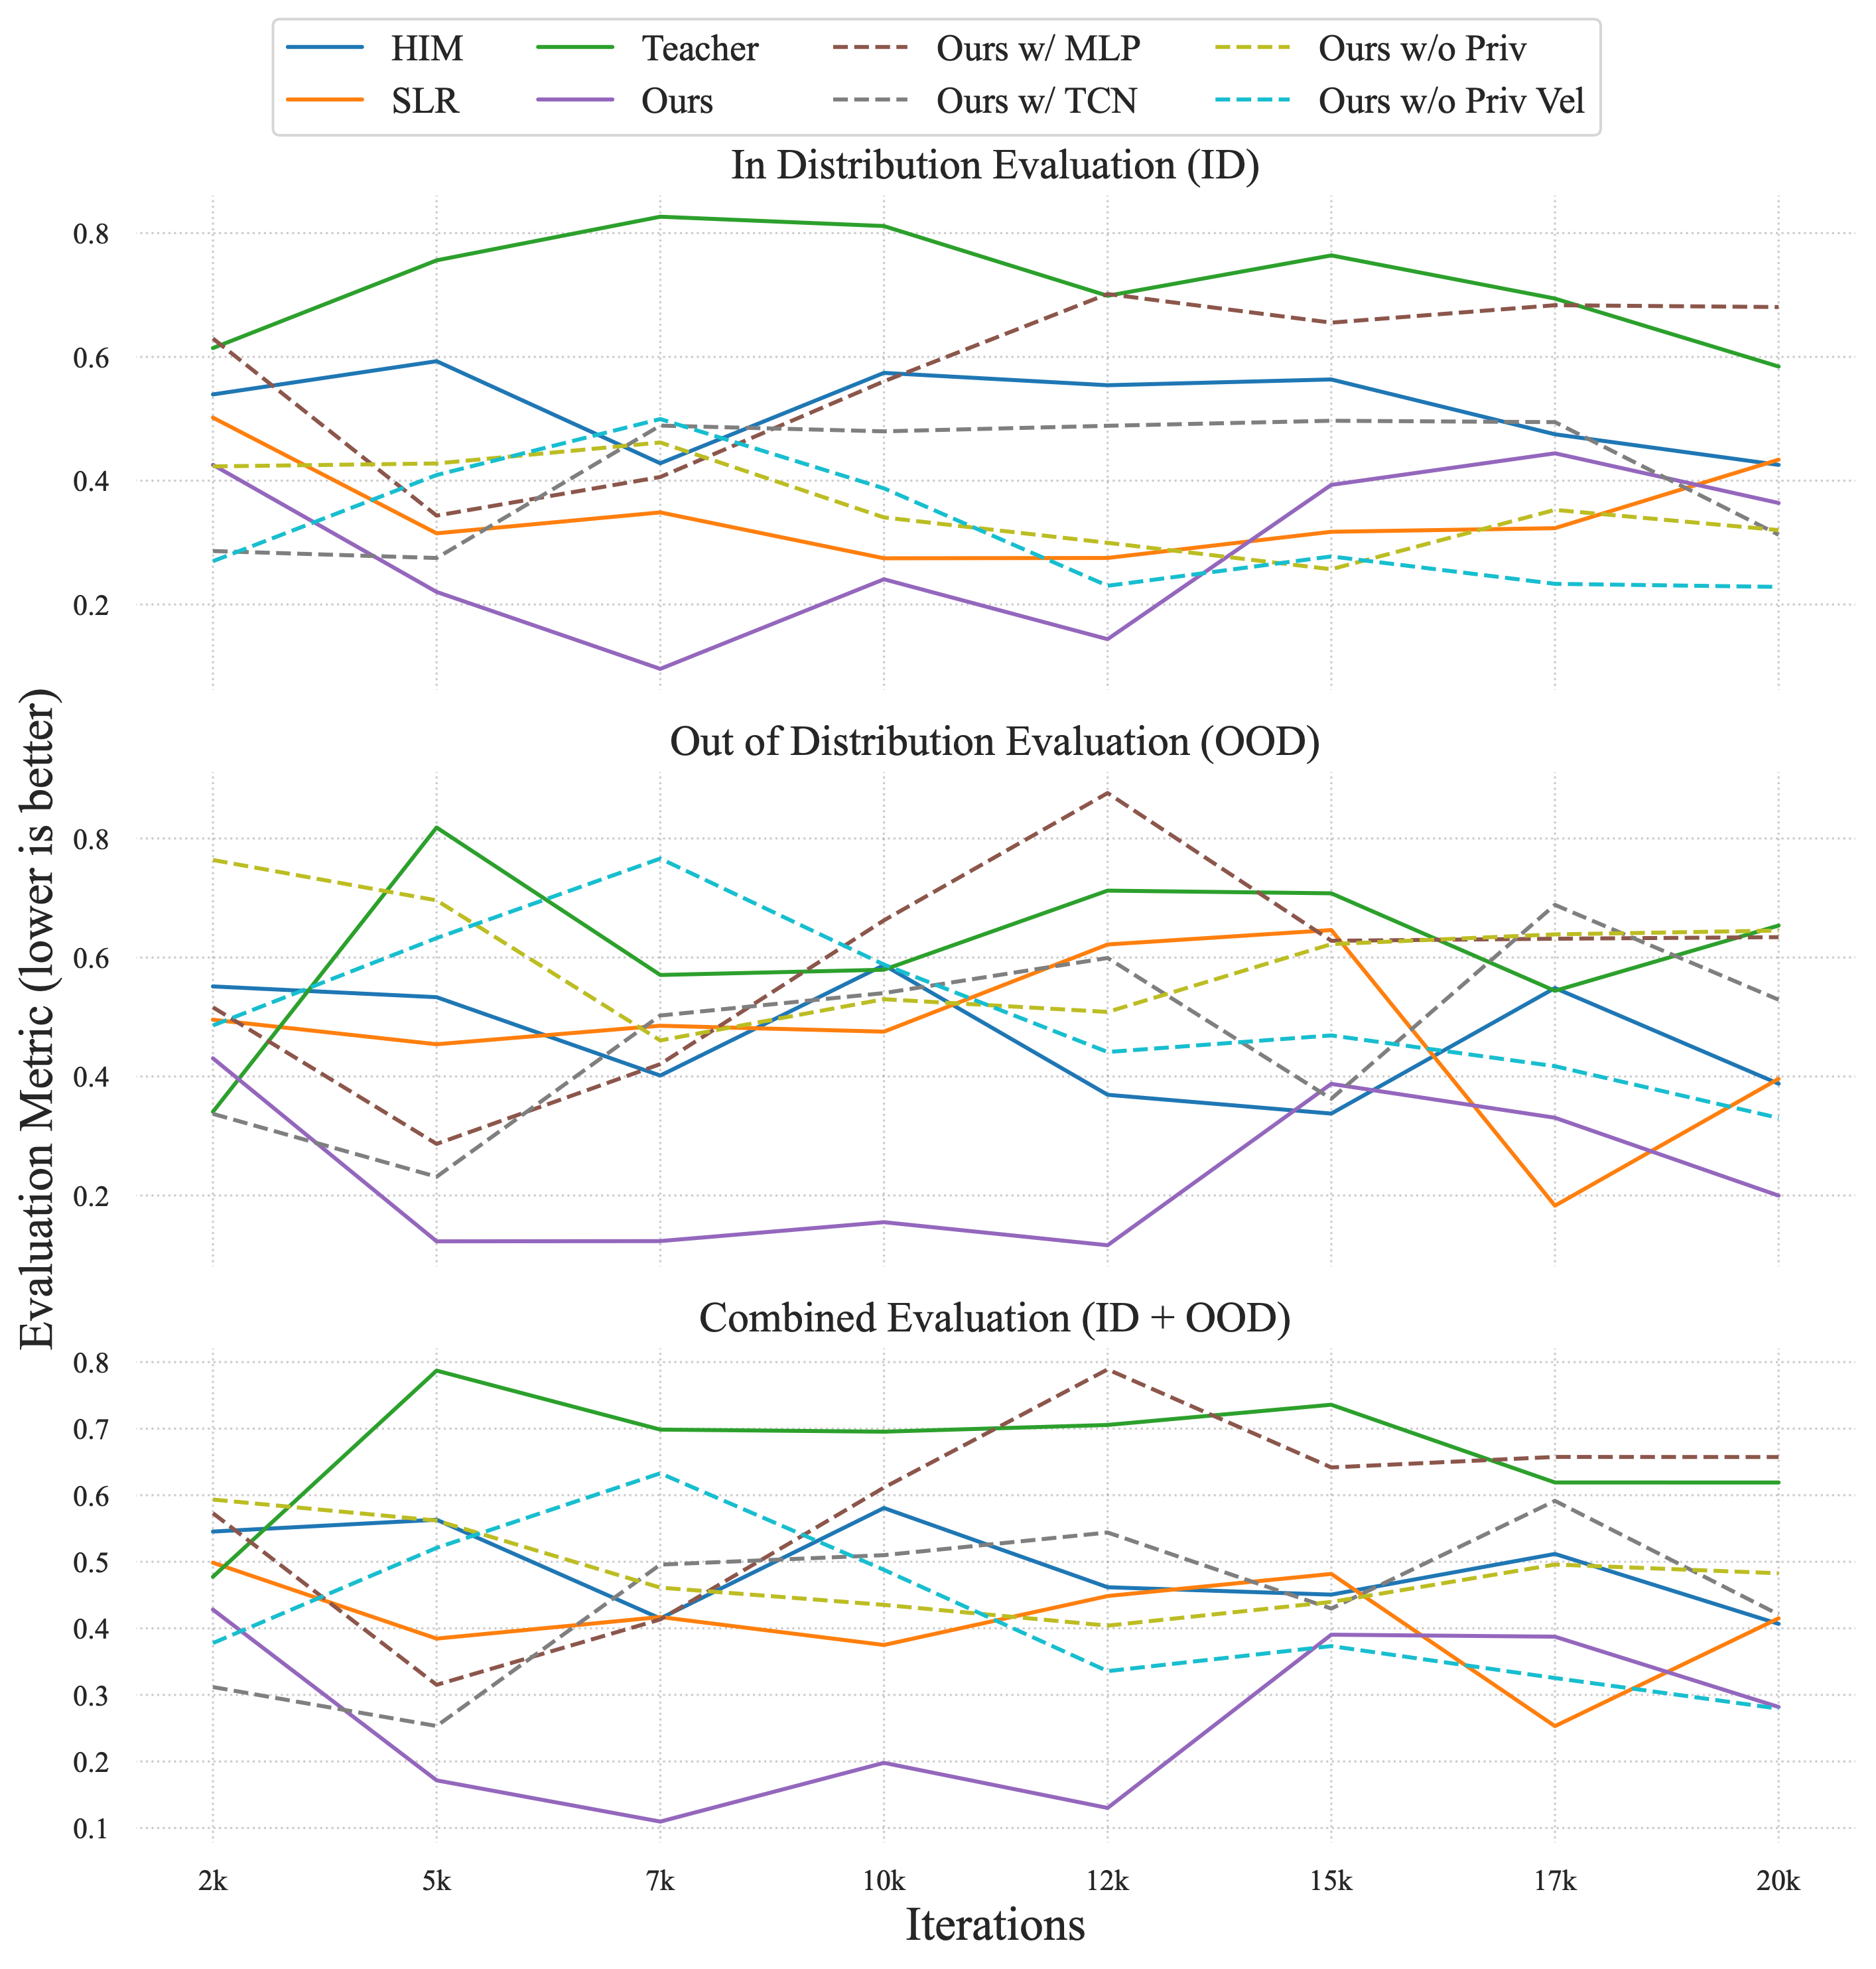 HIM
Teacher
Ours w/ MLP
Ours w/o Priv
SLR
Ours
Ours w/ TCN
Ours w/o Priv Vel
In Distribution Evaluation (ID)
0.8
0.6
0.4
0.2
Evaluation Metric (lower is better)
Out of Distribution Evaluation (OOD)
0.8
0.6
0.4
0.2
Combined Evaluation (ID + OOD)
0.8
0.7
0.6
0.5
0.4
0.3
0.2
0.1
2k
5k
7k
10k
12k
15k
17k
20k
Iterations